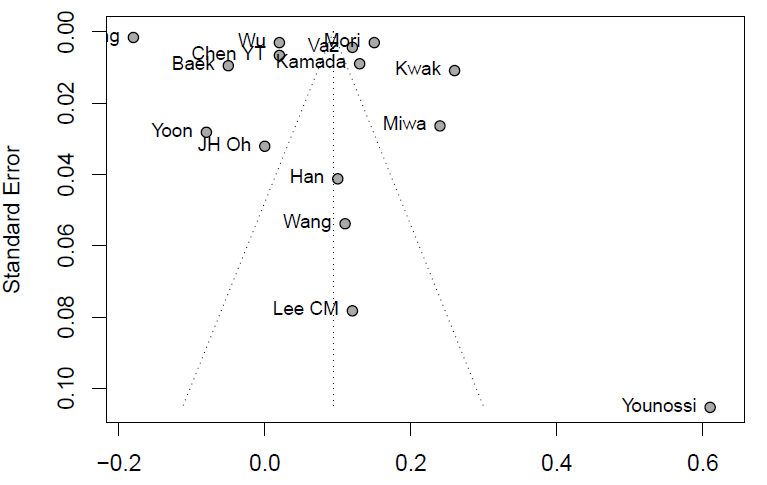 Standard Error
0.00
0.02
0.04
0.06
0.08
0.10
Wu
Mori
Vaz
Chen YT
Baek
Kamada
Kwak
Yoon
Miwa
JH Oh
Han
Wang
Lee CM
Younossi
−0.2
0.0
0.2
0.4
0.6